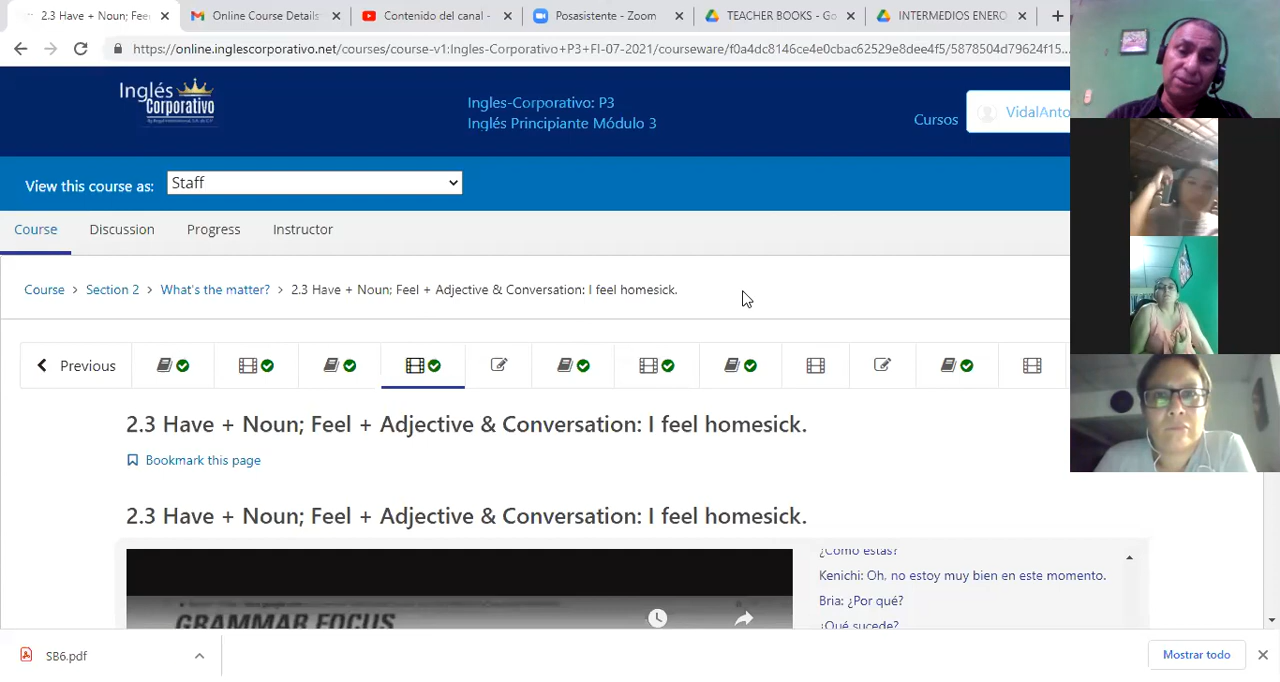 2.3 Have + Noun; Fee
Online Course Details
Contenido del canal -
Posasistente - Zoom
TEACHER BOOKS - Go
INTERMEDIOS ENERO
https://online.inglescorporativo.net/courses/course-v1:Ingles-Corporativo+P3+FI-07-2021/courseware/f0a4dc8146ce4e0cbac62529e8dee4f5/5878504d79624f15...
Inglés
Corporativo
Ingles-Corporativo: P3
Inglés Principiante Módulo 3
Cursos
VidalAnto
View this course as:
Staff
Course
Discussion
Progress
Instructor
Course > Section 2 > What's the matter? > 2.3 Have + Noun; Feel + Adjective & Conversation: I feel homesick.
Previous
2.3 Have + Noun; Feel + Adjective & Conversation: I feel homesick.
Bookmark this page
2.3 Have + Noun; Feel + Adjective & Conversation: I feel homesick.
¿Cómo estás?
Kenichi: Oh, no estoy muy bien en este momento.
Bria: ¿Por qué?
¿Qué sucede?
GRAMMAR FOCUS
SB6.pdf
Mostrar todo